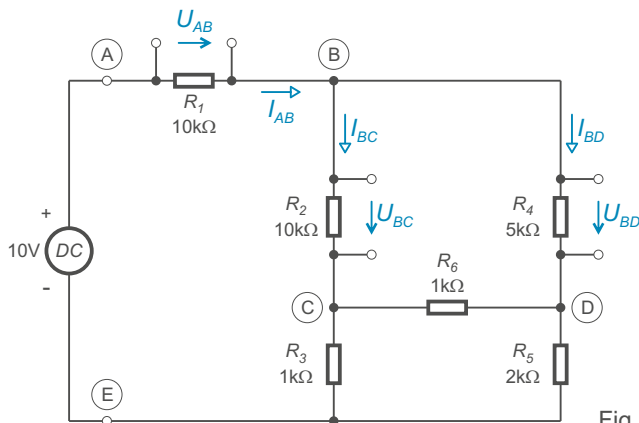 U_AB
A
B
R_1
10kΩ
I_AB
I_BC
I_BD
R_2
10kΩ
U_BC
R_4
5kΩ
U_BD
+
10V
DC
-
R_6
1kΩ
C
D
R_3
1kΩ
R_5
2kΩ
E
Fig